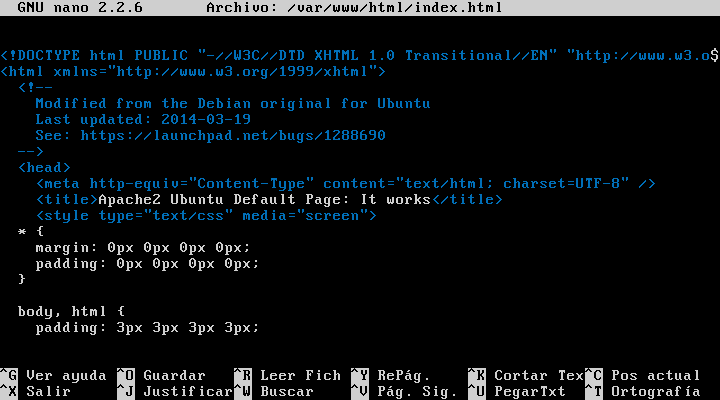 GNU nano 2.2.6 Archivo: /var/www/html/index.html
<!DOCTYPE html PUBLIC "-//W3C//DTD XHTML 1.0 Transitional//EN" "http://www.w3.o$
<html xmlns="http://www.w3.org/1999/xhtml">
<!--
Modified from the Debian original for Ubuntu
Last updated: 2014-03-19
See: https://launchpad.net/bugs/1288690
-->
<head>
<meta http-equiv="Content-Type" content="text/html; charset=UTF-8" />
<title>Apache2 Ubuntu Default Page: It works</title>
<style type="text/css" media="screen">
* {
margin: 0px 0px 0px 0px;
padding: 0px 0px 0px 0px;
}
body, html {
padding: 3px 3px 3px 3px;
^G Ver ayuda ^O Guardar ^R Leer Fich ^Y RePág. ^K Cortar Tex ^C Pos actual
^X Salir ^J Justificar ^W Buscar ^V Pág. Sig. ^U PegarTxt ^T Ortografía